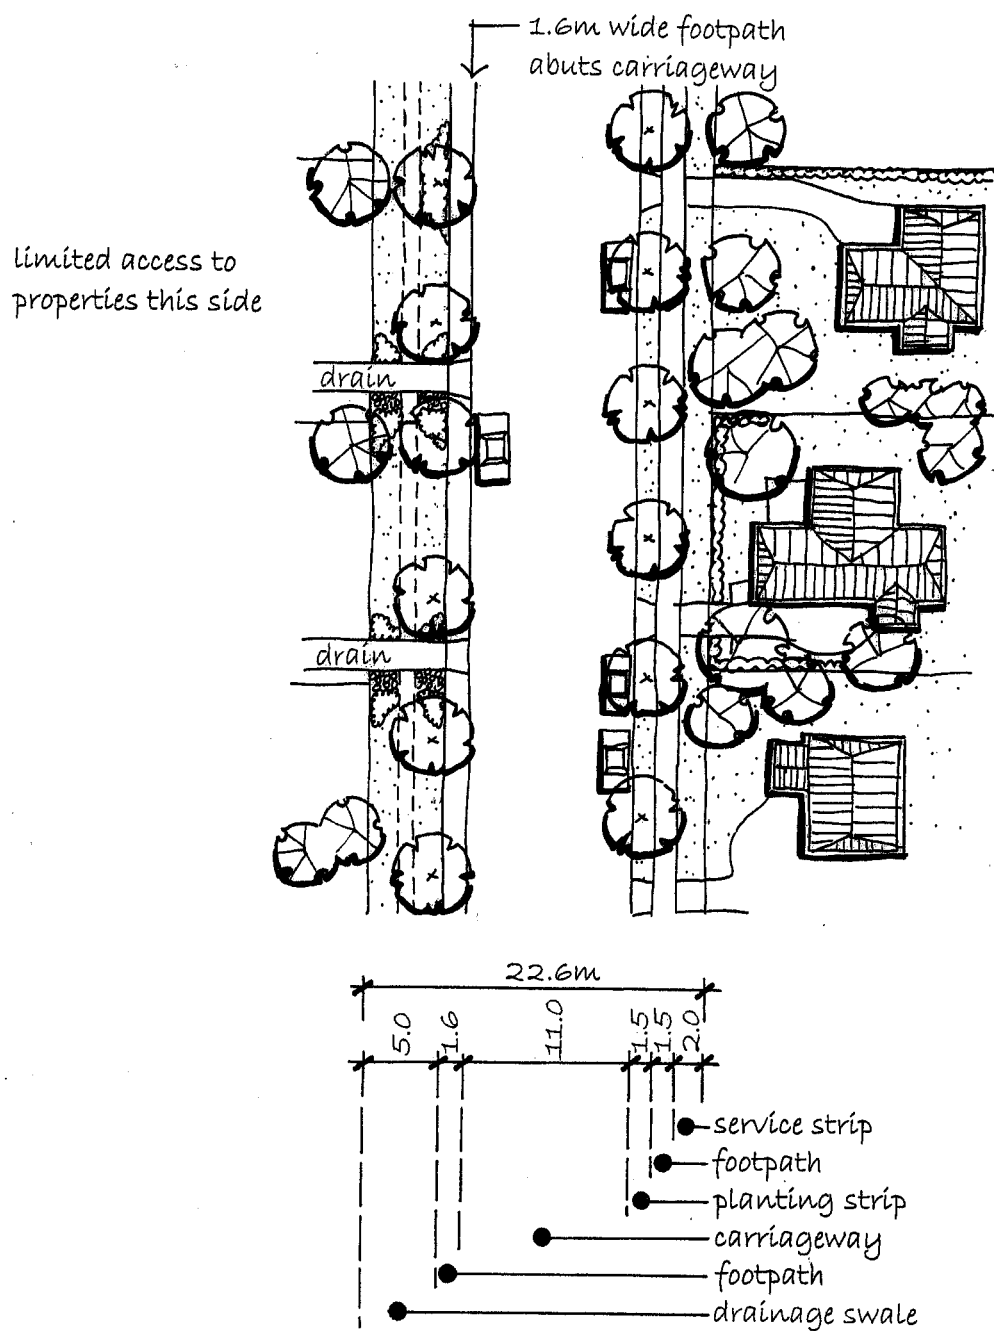 1.6m wide footpath
abuts carriageway
limited access to
properties this side
drain
drain
22.6m
5.0 1.6 11.0 1.5 1.5 2.0
service strip
footpath
planting strip
carriageway
footpath
drainage swale